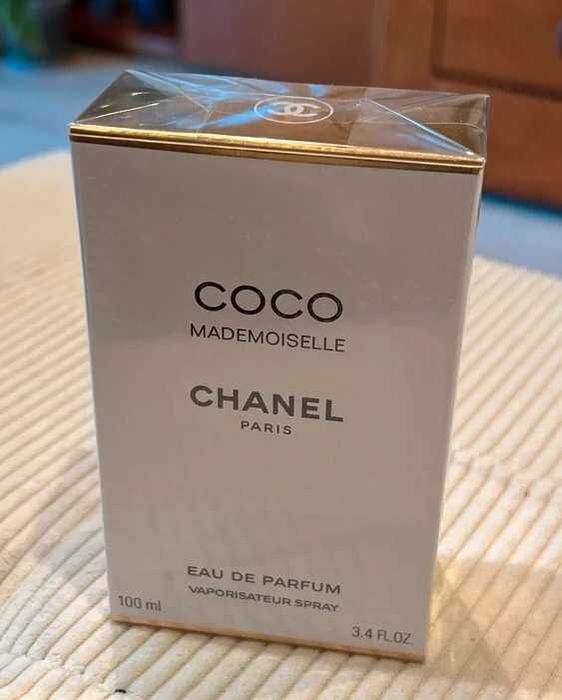 COCO
MADEMOISELLE
CHANEL
PARIS
EAU DE PARFUM
VAPORISATEUR SPRAY
100 ml
3.4 FL.OZ.